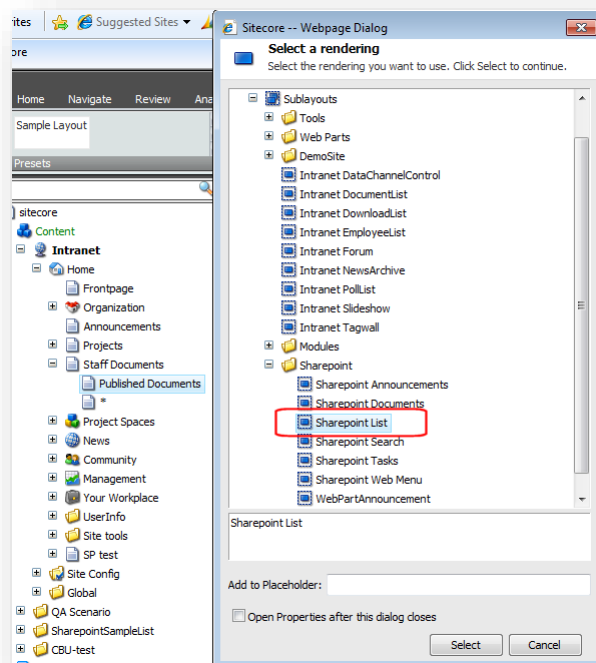 rites
Suggested Sites
ore
Home Navigate Review Ana
Sample Layout
Presets
sitecore
Content
Intranet
Home
Frontpage
Organization
Announcements
Projects
Staff Documents
Published Documents
*
Project Spaces
News
Community
Management
Your Workplace
UserInfo
Site tools
SP test
Site Config
Global
QA Scenario
SharepointSampleList
CBU-test
Sitecore -- Webpage Dialog
Select a rendering
Select the rendering you want to use. Click Select to continue.
Sublayouts
Tools
Web Parts
DemoSite
Intranet DataChannelControl
Intranet DocumentList
Intranet DownloadList
Intranet EmployeeList
Intranet Forum
Intranet NewsArchive
Intranet PollList
Intranet Slideshow
Intranet Tagwall
Modules
Sharepoint
Sharepoint Announcements
Sharepoint Documents
Sharepoint List
Sharepoint Search
Sharepoint Tasks
Sharepoint Web Menu
WebPartAnnouncement
Sharepoint List
Add to Placeholder:
Open Properties after this dialog closes
Select Cancel